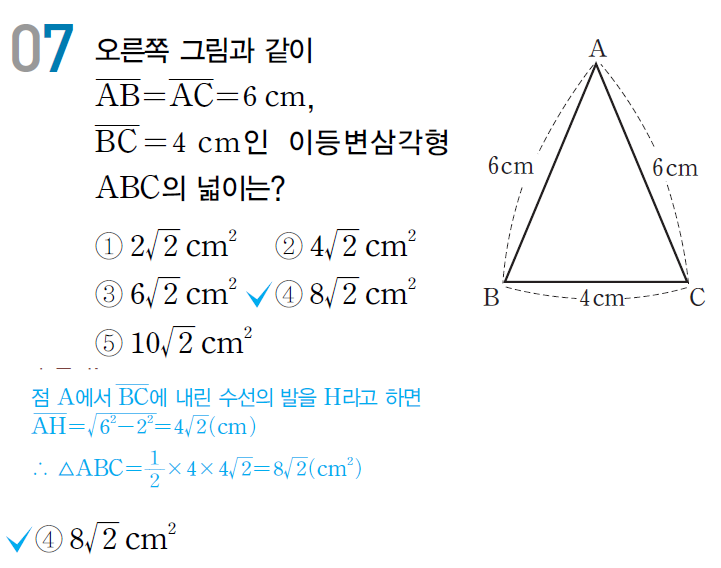 07
오른쪽 그림과 같이
AB=AC=6 cm,
BC=4 cm인 이등변삼각형
ABC의 넓이는?
① 2√2 cm² ② 4√2 cm²
③ 6√2 cm² ✓④ 8√2 cm²
⑤ 10√2 cm²
A
6cm
6cm
B
4cm
C
점 A에서 BC에 내린 수선의 발을 H라고 하면
AH=√6²-2²=4√2(cm)
∴ △ABC=1/2×4×4√2=8√2(cm²)
✓④ 8√2 cm²